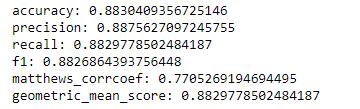 accuracy: 0.8830409356725146
precision: 0.8875627097245755
recall: 0.8829778502484187
f1: 0.8826864393756448
matthews_corrcoef: 0.7705269194694495
geometric_mean_score: 0.8829778502484187